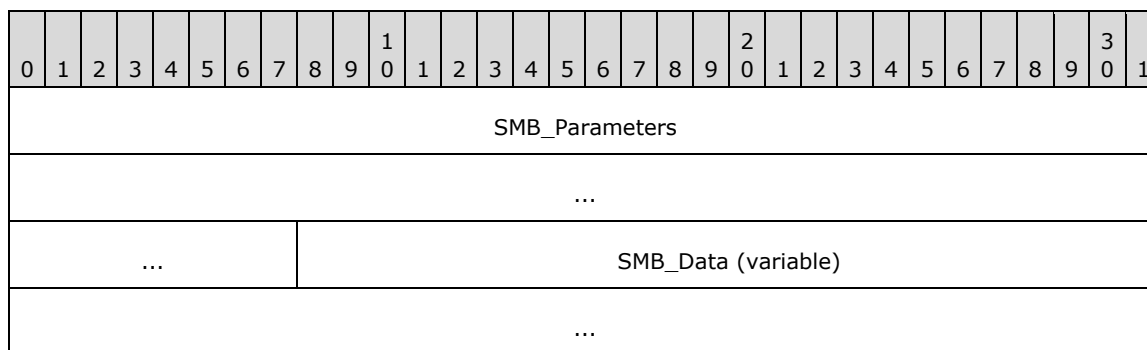 1 2 3
0 1 2 3 4 5 6 7 8 9 0 1 2 3 4 5 6 7 8 9 0 1 2 3 4 5 6 7 8 9 0 1
SMB_Parameters
...
... SMB_Data (variable)
...